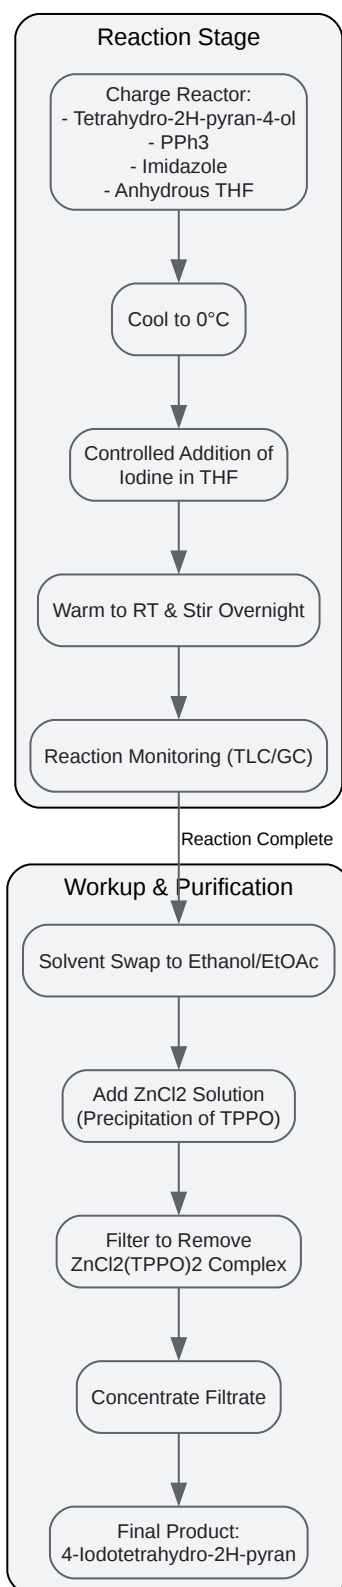 Reaction Stage
Charge Reactor:
- Tetrahydro-2H-pyran-4-ol
- PPh3
- Imidazole
- Anhydrous THF
Cool to 0°C
Controlled Addition of
Iodine in THF
Warm to RT & Stir Overnight
Reaction Monitoring (TLC/GC)
Reaction Complete
Workup & Purification
Solvent Swap to Ethanol/EtOAc
Add ZnCl2 Solution
(Precipitation of TPPO)
Filter to Remove
ZnCl2(TPPO)2 Complex
Concentrate Filtrate
Final Product:
4-Iodotetrahydro-2H-pyran